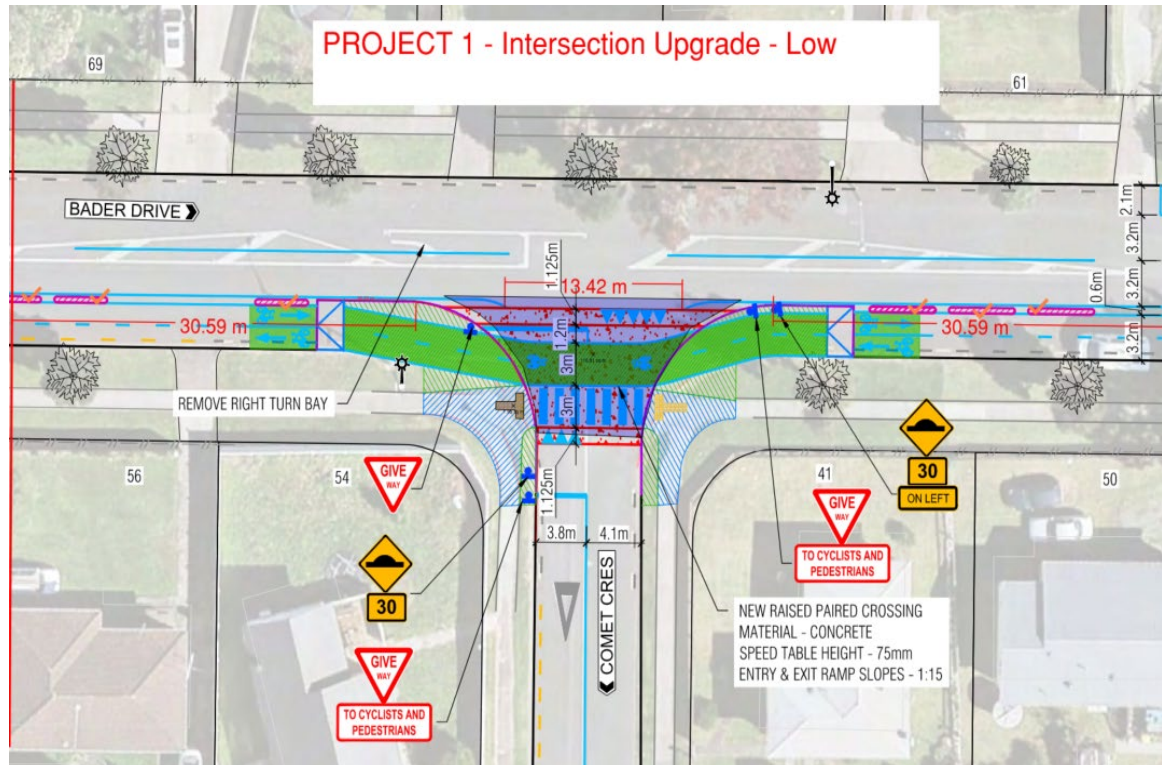 PROJECT 1 - Intersection Upgrade - Low
69
61
BADER DRIVE
2.1m
3.2m
3.2m
0.6m
3.2m
1.125m
13.42 m
30.59 m
30.59 m
1.2m
3m
3m
REMOVE RIGHT TURN BAY
56
54
41
50
GIVE
WAY
30
ON LEFT
1.125m
3.8m
4.1m
GIVE
WAY
TO CYCLISTS AND
PEDESTRIANS
30
COMET CRES
NEW RAISED PAIRED CROSSING
MATERIAL - CONCRETE
SPEED TABLE HEIGHT - 75mm
ENTRY & EXIT RAMP SLOPES - 1:15
GIVE
WAY
TO CYCLISTS AND
PEDESTRIANS